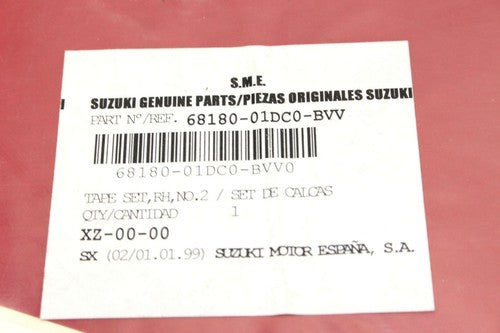 S.M.E.
SUZUKI GENUINE PARTS/PIEZAS ORIGINALES SUZUKI
PART Nº/REF. 68180-01DC0-BVV
68180-01DC0-BVV0
TAPE SET,RH,NO.2 / SET DE CALCAS
QTY/CANTIDAD 1
XZ-00-00
SX (02/01.01.99) SUZUKI MOTOR ESPAÑA, S.A.